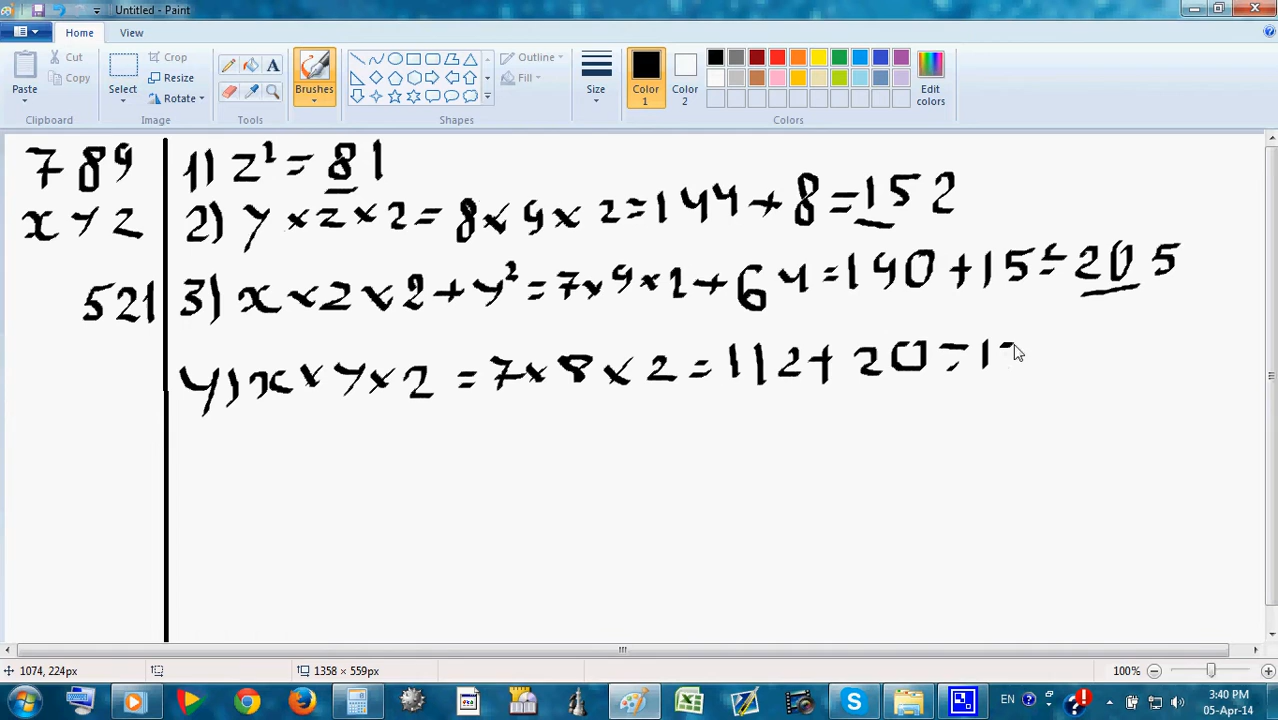 Untitled - Paint
Home View
Paste
Cut
Copy
Clipboard
Select
Crop
Resize
Rotate
Image
A
Tools
Brushes
Outline
Fill
Shapes
Size
Color 1
Color 2
Edit colors
Colors
7 8 9
x y z
521
1) z² = 81
2) y × z × 2 = 8 × 9 × 2 = 144 + 8 = 152
3) x × z × 2 + y² = 7 × 9 × 2 + 64 = 190 + 15 = 205
4) x × y × 2 = 7 × 8 × 2 = 112 + 20 = 1
1074, 224px
1358 × 559px
100%
EN
3:40 PM
05-Apr-14